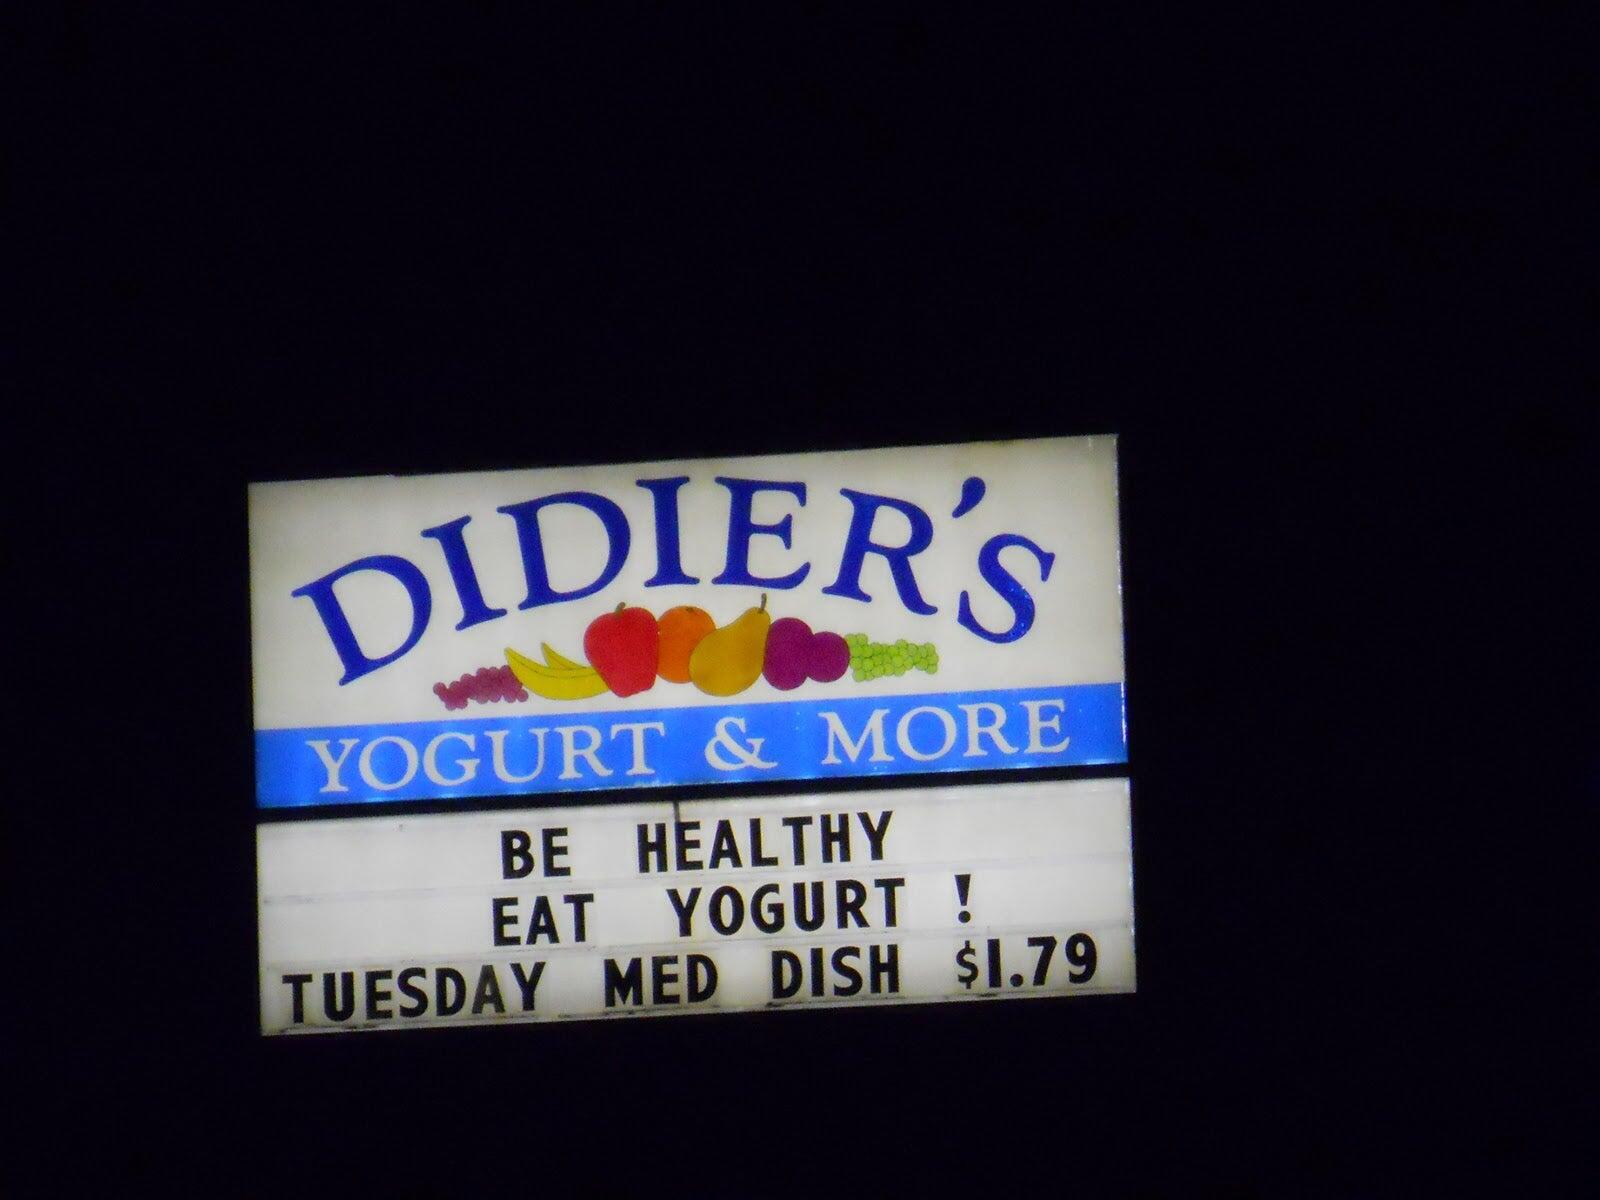 DIDIER'S
YOGURT & MORE
BE HEALTHY
EAT YOGURT !
TUESDAY MED DISH $1.79